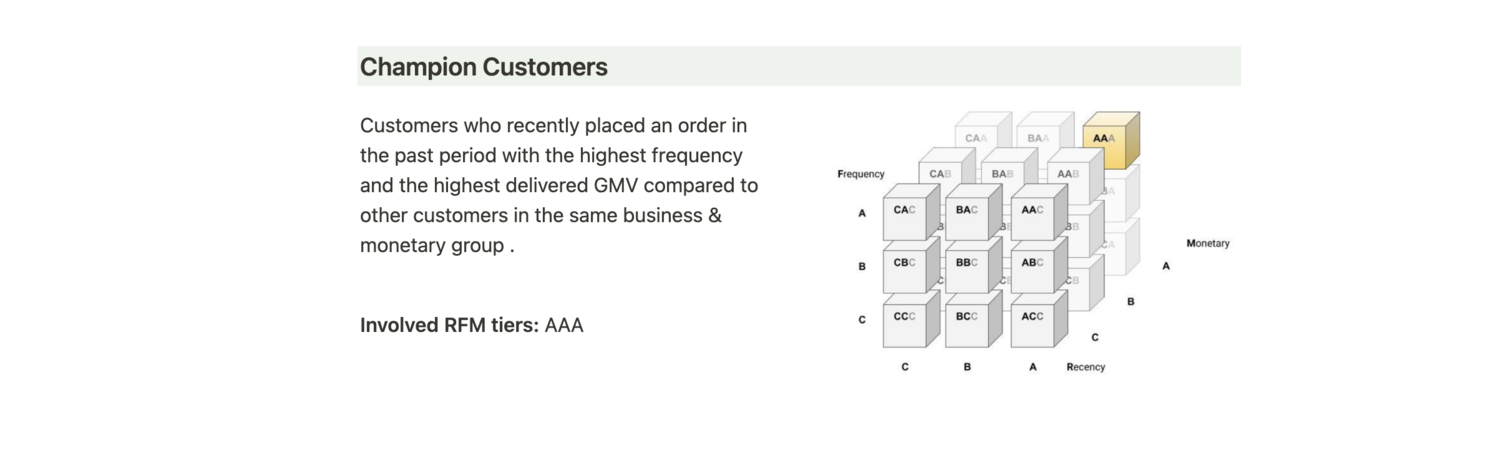 Champion Customers
Customers who recently placed an order in
the past period with the highest frequency
and the highest delivered GMV compared to
other customers in the same business &
monetary group .
Involved RFM tiers: AAA
CAA BAA AAA
Frequency CAB BAB AAB
A CAC BAC AAC
Monetary
B CBC BBC ABC A
B
C CCC BCC ACC
C
C B A Recency